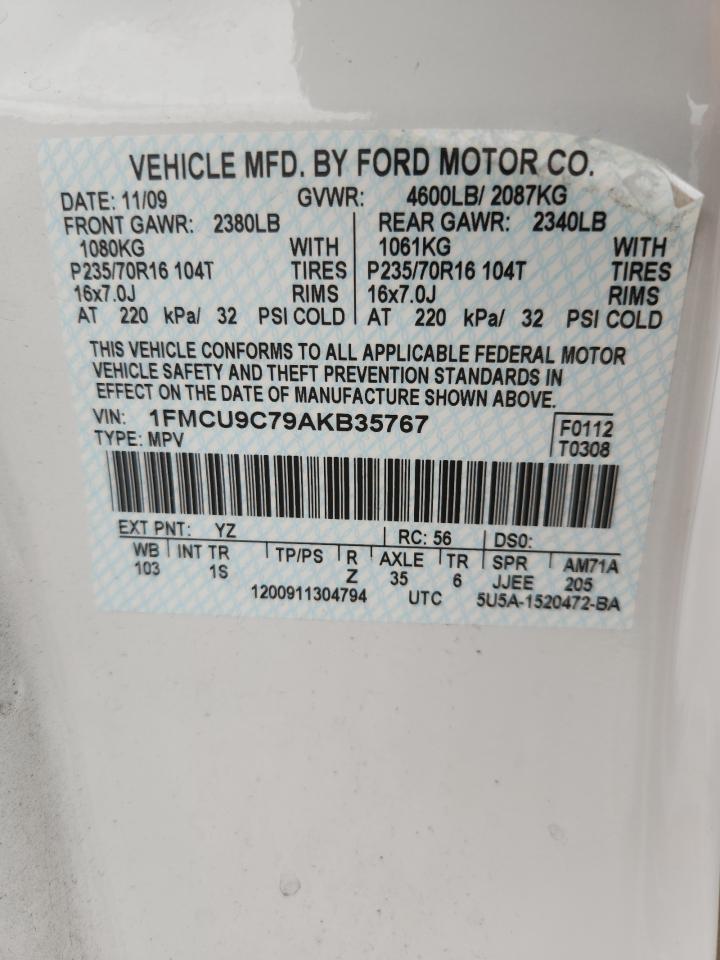 VEHICLE MFD. BY FORD MOTOR CO.
DATE: 11/09 GVWR: 4600LB/ 2087KG
FRONT GAWR: 2380LB REAR GAWR: 2340LB
1080KG WITH 1061KG WITH
P235/70R16 104T TIRES P235/70R16 104T TIRES
16x7.0J RIMS 16x7.0J RIMS
AT 220 kPa/ 32 PSI COLD AT 220 kPa/ 32 PSI COLD
THIS VEHICLE CONFORMS TO ALL APPLICABLE FEDERAL MOTOR
VEHICLE SAFETY AND THEFT PREVENTION STANDARDS IN
EFFECT ON THE DATE OF MANUFACTURE SHOWN ABOVE.
VIN: 1FMCU9C79AKB35767 F0112
TYPE: MPV T0308
EXT PNT: YZ RC: 56 DSO:
WB INT TR TP/PS R AXLE TR SPR AM71A
103 1S Z 35 6 JJEE 205
1200911304794 UTC 5U5A-1520472-BA